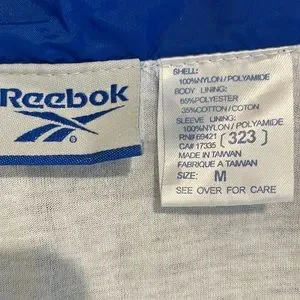 Reebok
®
SHELL:
100%NYLON / POLYAMIDE
BODY LINING:
65%POLYESTER
35%COTTON / COTON
SLEEVE LINING:
100%NYLON / POLYAMIDE
RN# 69421 (323)
CA# 17335
MADE IN TAIWAN
FABRIQUE A TAIWAN
SIZE: M
SEE OVER FOR CARE